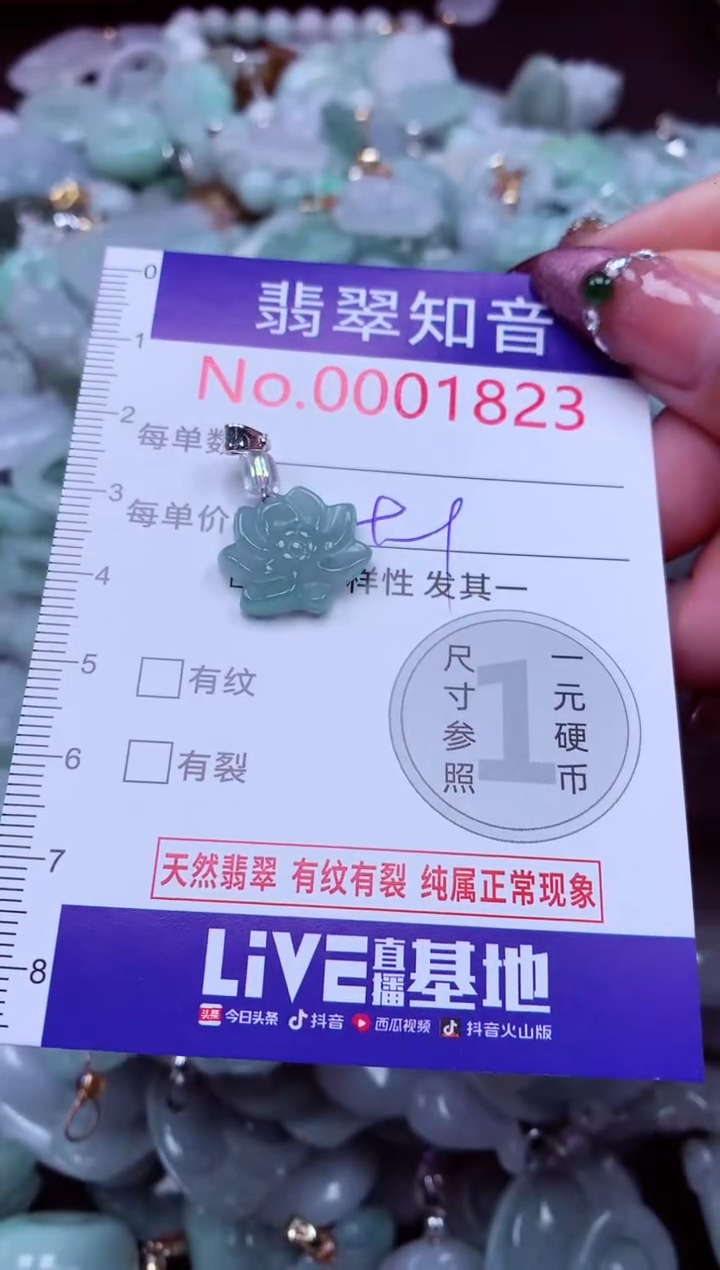 0
翡翠知音
1
No.0001823
2
每单数
3
每单价
4
样性 发其一
5
□有纹
尺寸参照
1
一元硬币
6
□有裂
7
天然翡翠 有纹有裂 纯属正常现象
8
LiVE直播基地
头条 今日头条 抖音 西瓜视频 抖音火山版